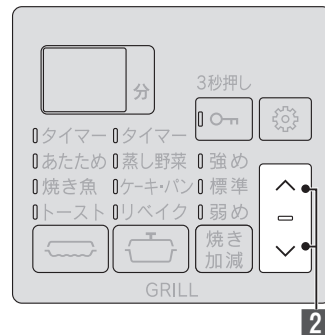 分
3秒押し
タイマー タイマー
あたため 蒸し野菜 強め
焼き魚 ケーキ・パン 標準
トースト リベイク 弱め
焼き
加減
GRILL
2